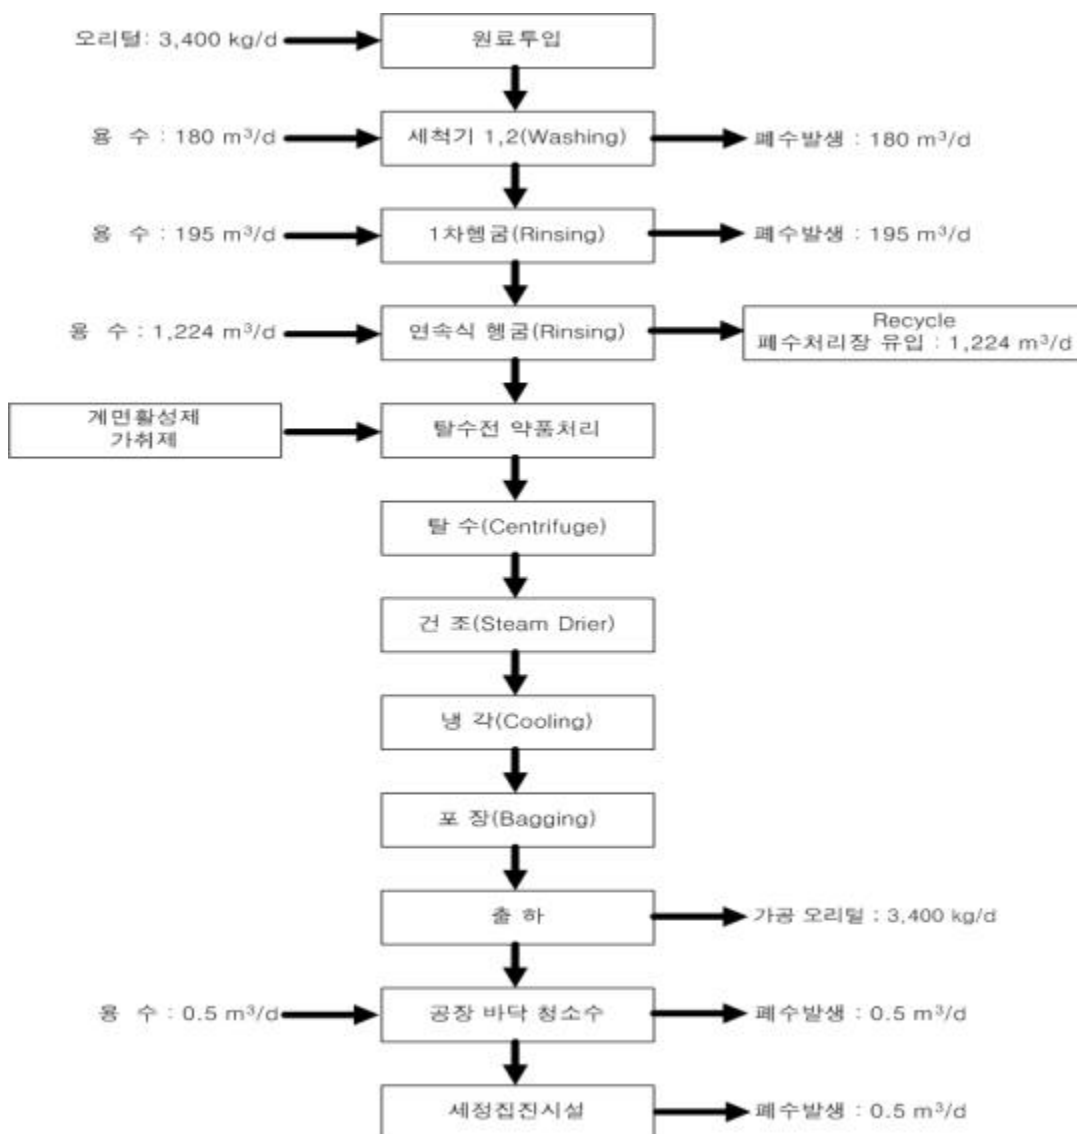 오리털: 3,400 kg/d
원료투입
용 수 : 180 m³/d
세척기 1,2(Washing)
폐수발생 : 180 m³/d
용 수 : 195 m³/d
1차헹굼(Rinsing)
폐수발생 : 195 m³/d
용 수 : 1,224 m³/d
연속식 헹굼(Rinsing)
Recycle
폐수처리장 유입 : 1,224 m³/d
계면활성제
가취제
탈수전 약품처리
탈 수(Centrifuge)
건 조(Steam Drier)
냉 각(Cooling)
포 장(Bagging)
출 하
가공 오리털 : 3,400 kg/d
용 수 : 0.5 m³/d
공장 바닥 청소수
폐수발생 : 0.5 m³/d
세정집진시설
폐수발생 : 0.5 m³/d